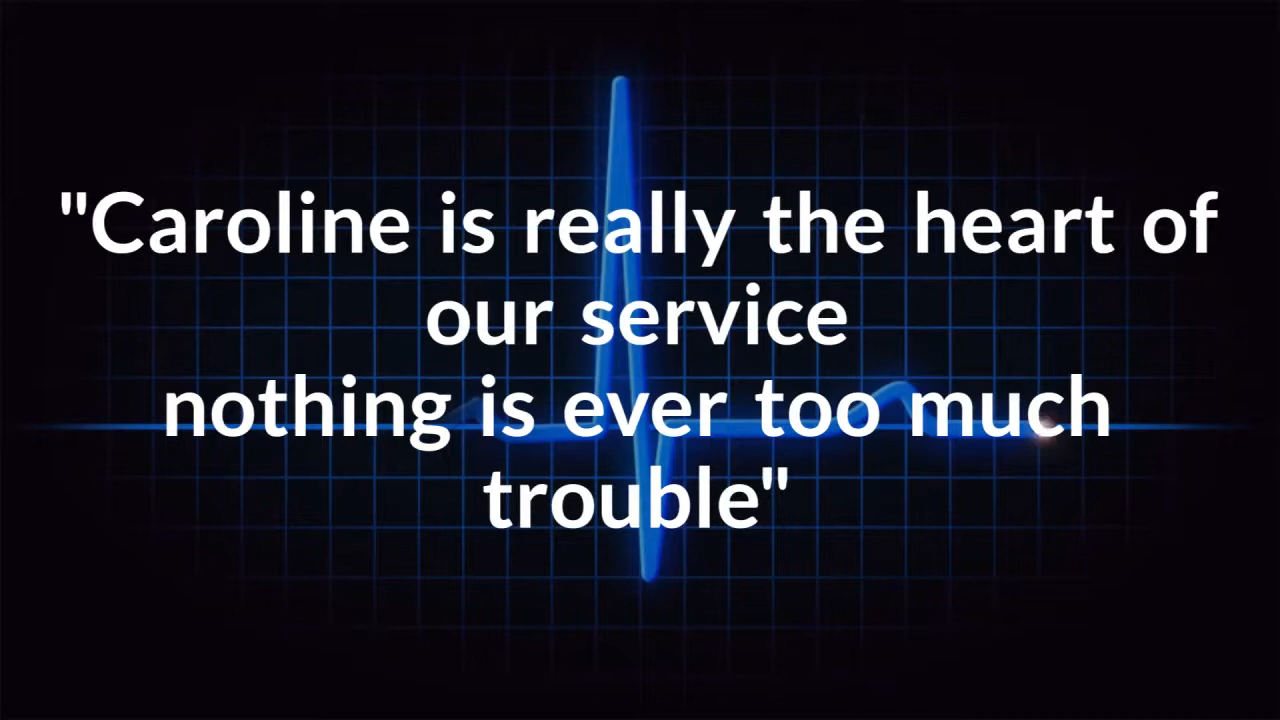 "Caroline is really the heart of
our service
nothing is ever too much
trouble"